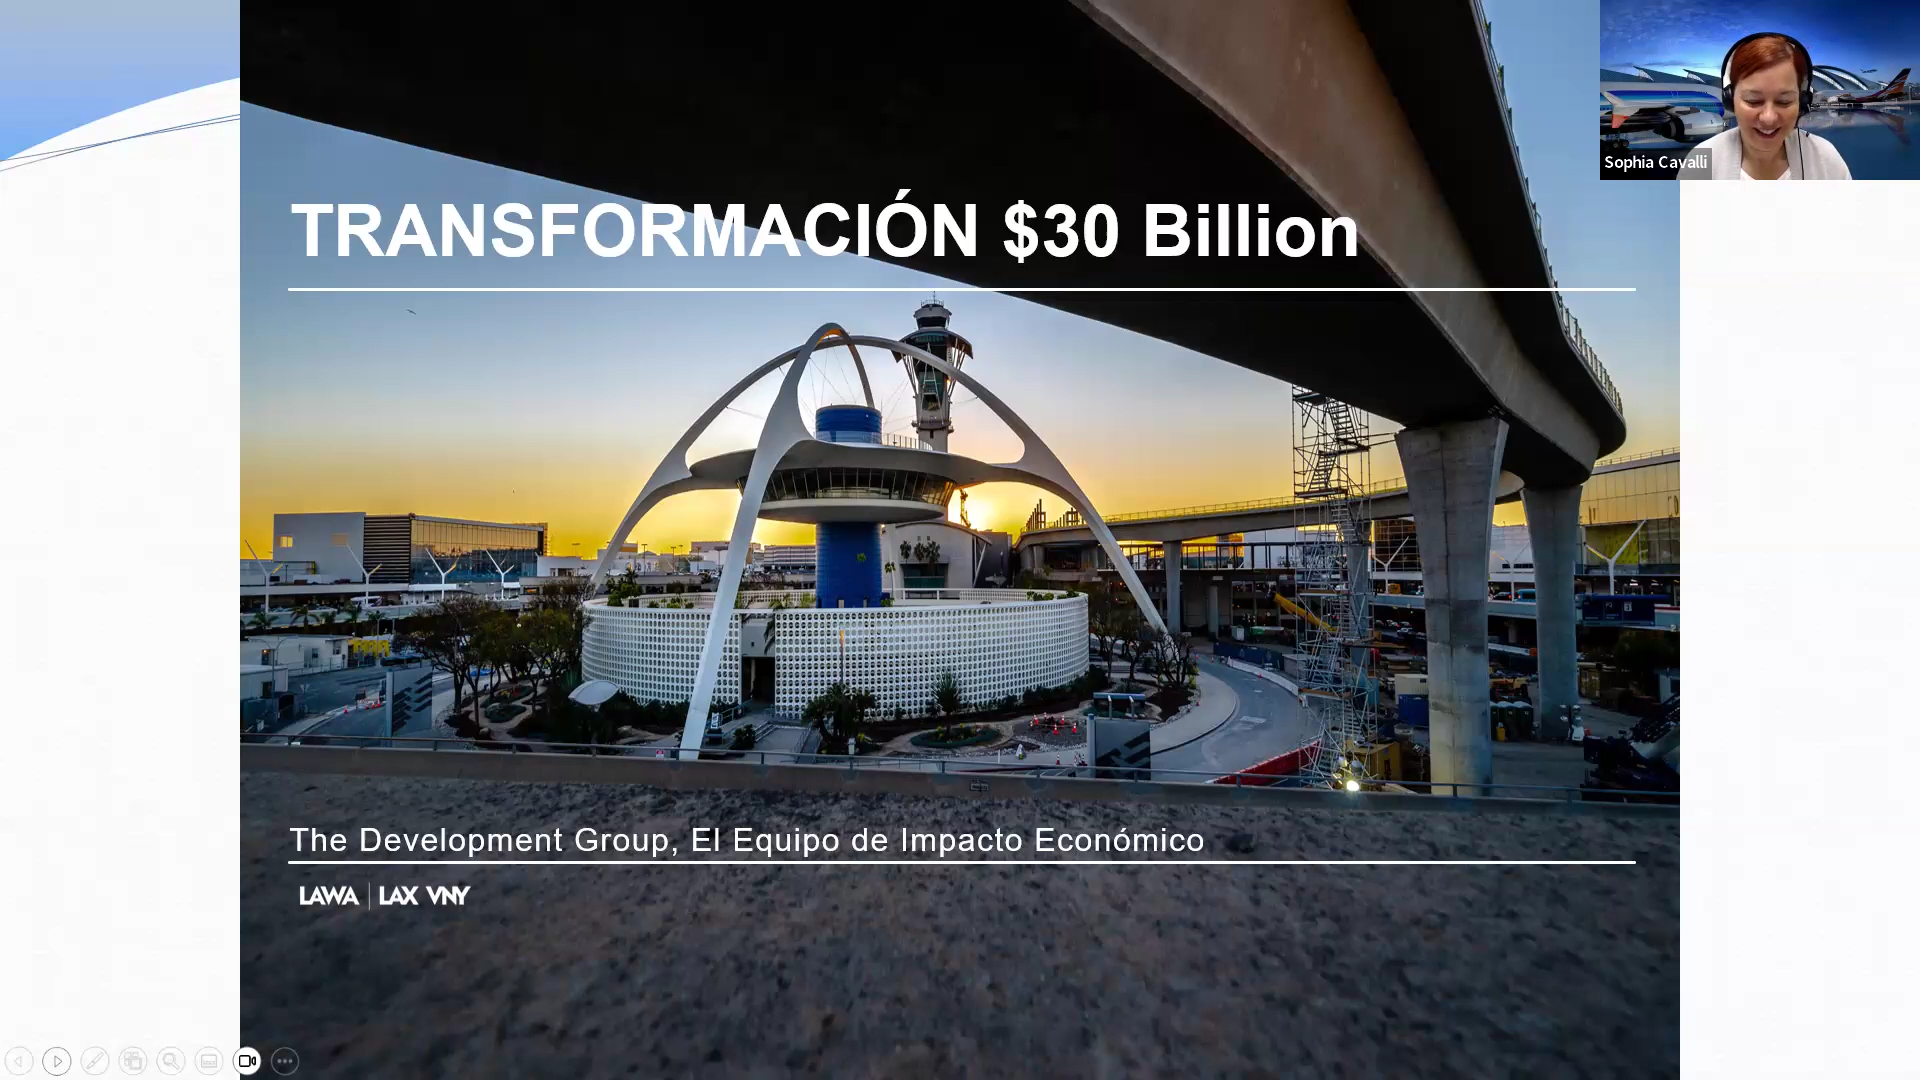 Sophia Cavalli
TRANSFORMACIÓN $30 Billion
The Development Group, El Equipo de Impacto Económico
LAWA | LAX VNY